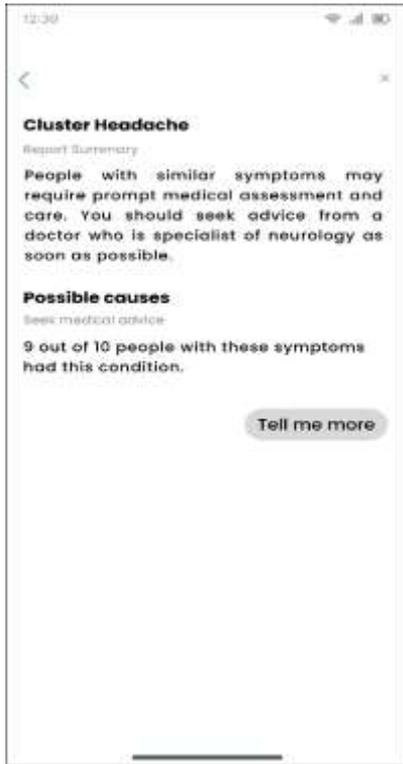 12:30
Cluster Headache
Report Summary
People with similar symptoms may
require prompt medical assessment and
care. You should seek advice from a
doctor who is specialist of neurology as
soon as possible.
Possible causes
Seek medical advice
9 out of 10 people with these symptoms
had this condition.
Tell me more